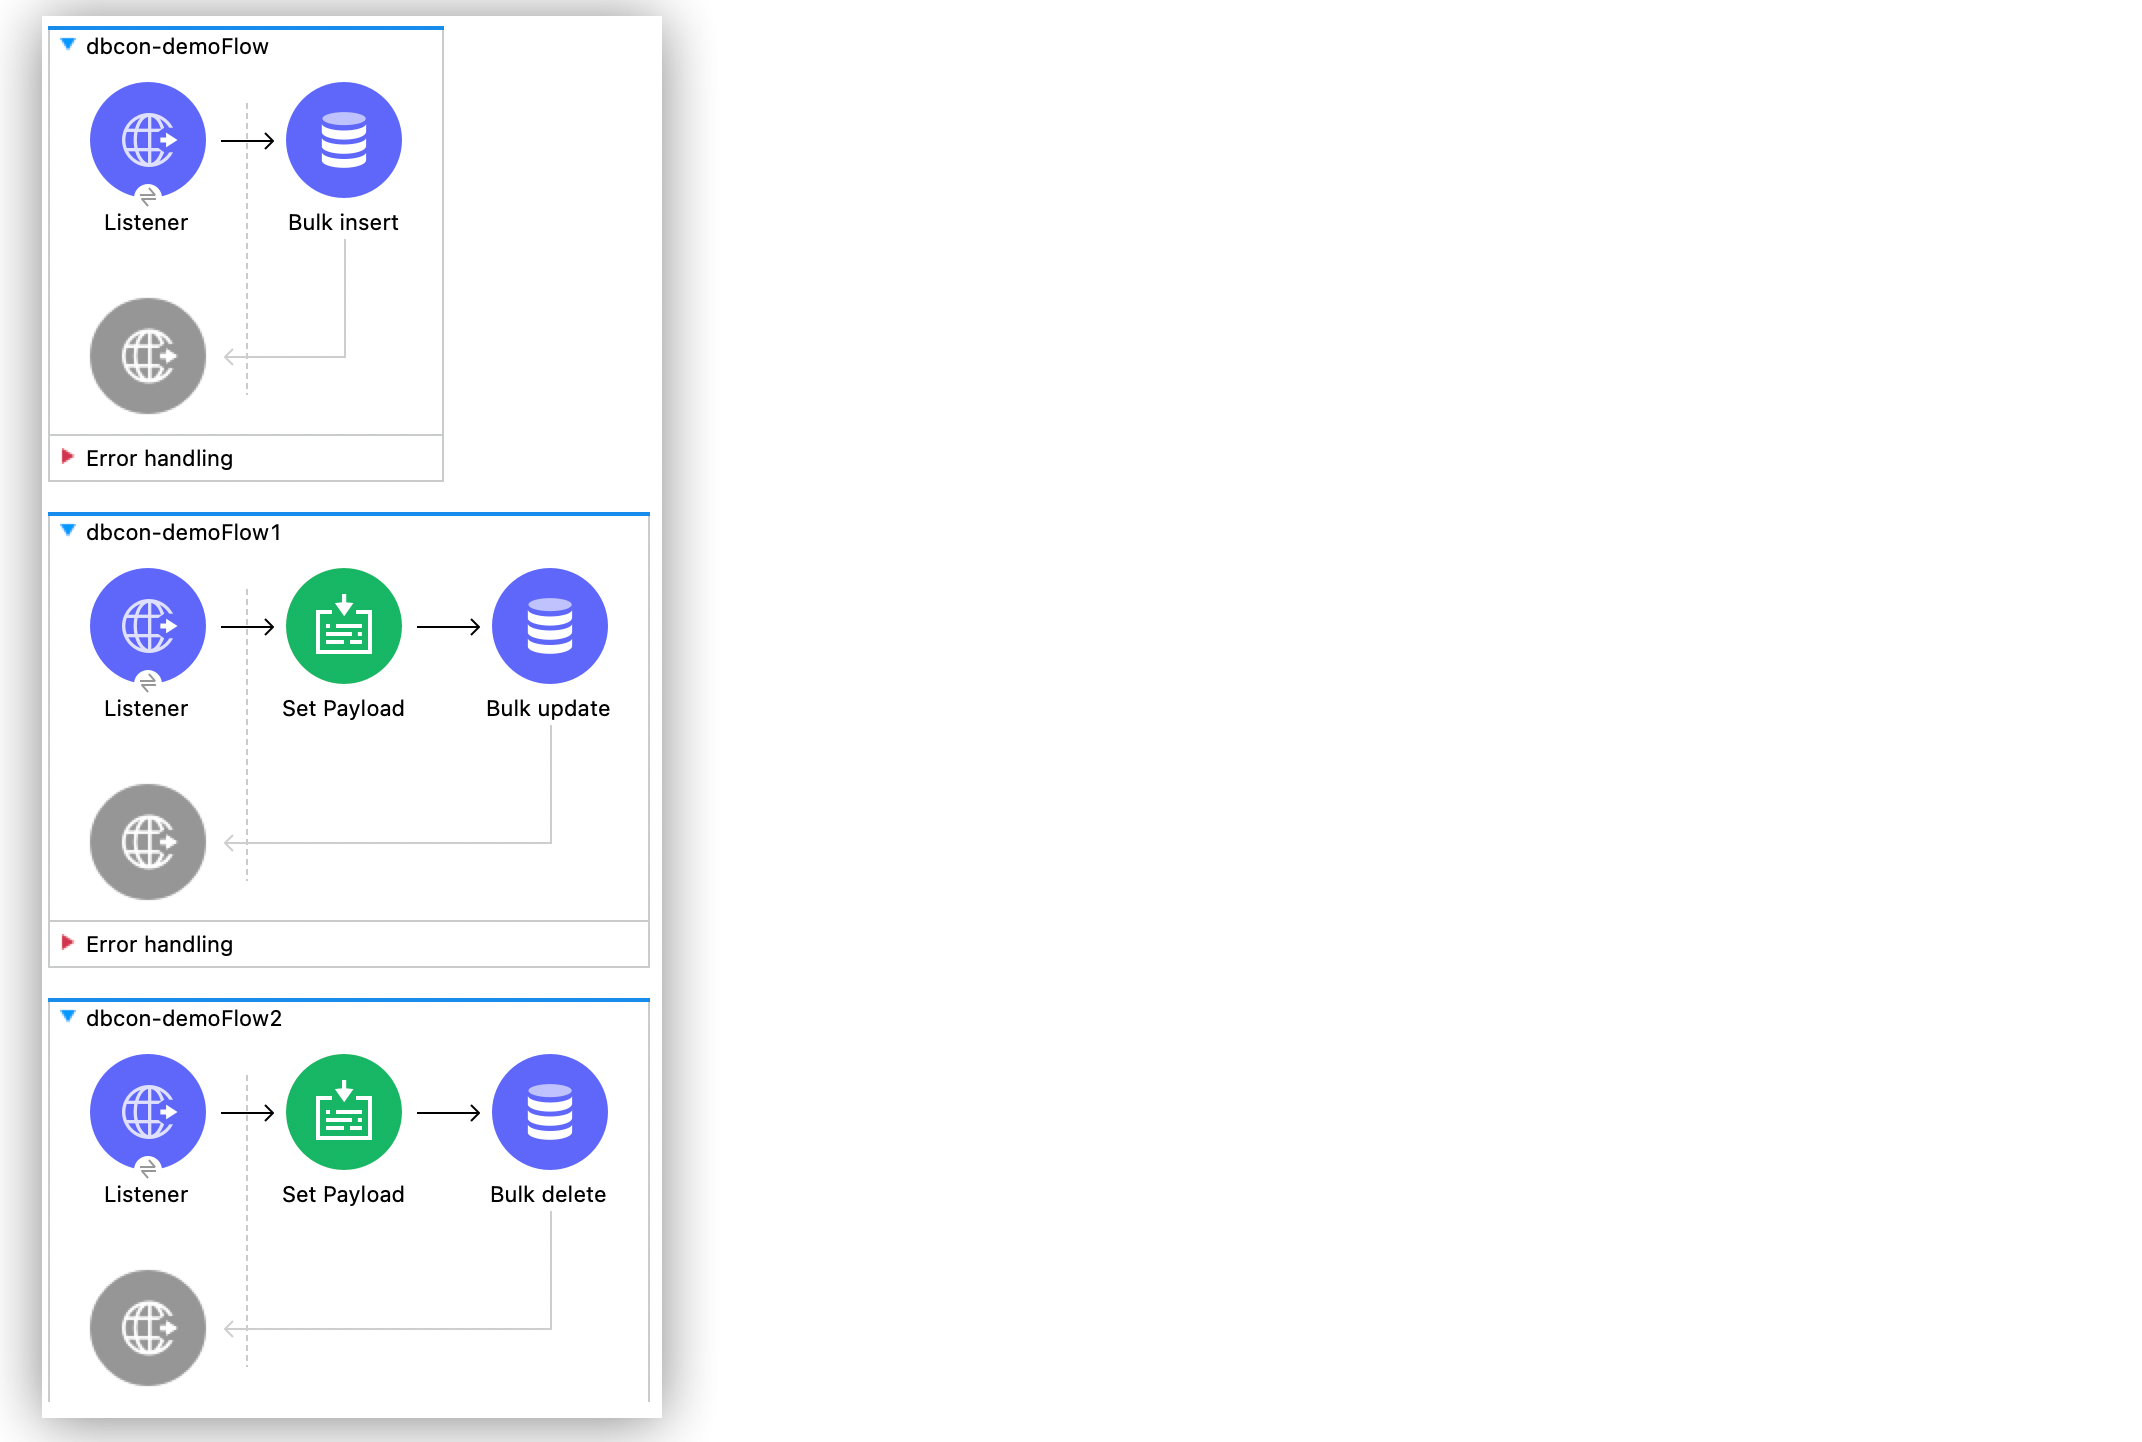 dbcon-demoFlow
Listener
Bulk insert
Error handling
dbcon-demoFlow1
Listener
Set Payload
Bulk update
Error handling
dbcon-demoFlow2
Listener
Set Payload
Bulk delete